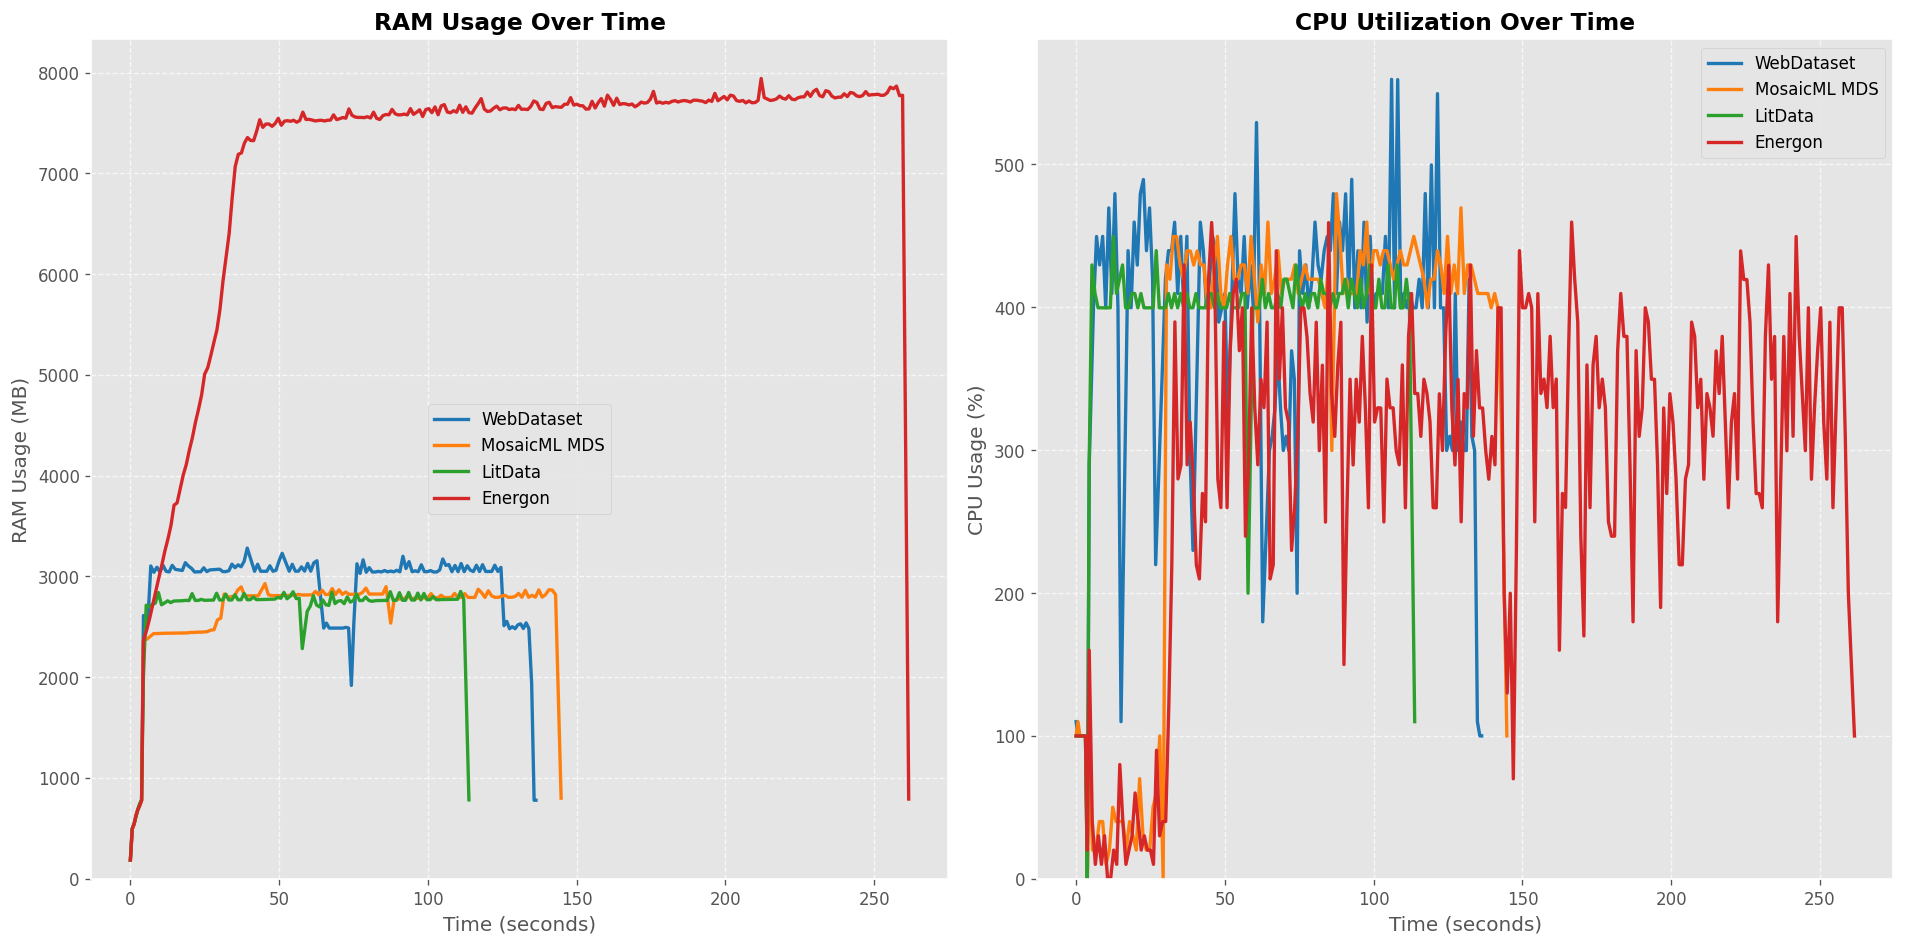 RAM Usage Over Time
RAM Usage (MB)
8000
7000
6000
5000
4000
3000
2000
1000
0
WebDataset
MosaicML MDS
LitData
Energon
0 50 100 150 200 250
Time (seconds)
CPU Utilization Over Time
CPU Usage (%)
500
400
300
200
100
0
WebDataset
MosaicML MDS
LitData
Energon
0 50 100 150 200 250
Time (seconds)